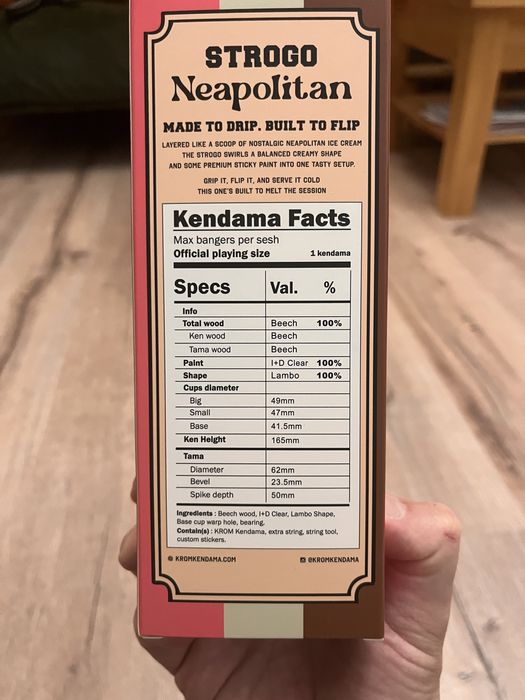 STROGO
Neapolitan
MADE TO DRIP. BUILT TO FLIP
LAYERED LIKE A SCOOP OF NOSTALGIC NEAPOLITAN ICE CREAM
THE STROGO SWIRLS A BALANCED CREAMY SHAPE
AND SOME PREMIUM STICKY PAINT INTO ONE TASTY SETUP.
GRIP IT, FLIP IT, AND SERVE IT COLD
THIS ONE'S BUILT TO MELT THE SESSION
Kendama Facts
Max bangers per sesh
Official playing size 1 kendama
Specs Val. %
Info
Total wood Beech 100%
Ken wood Beech
Tama wood Beech
Paint I+D Clear 100%
Shape Lambo 100%
Cups diameter
Big 49mm
Small 47mm
Base 41.5mm
Ken Height 165mm
Tama
Diameter 62mm
Bevel 23.5mm
Spike depth 50mm
Ingredients : Beech wood, I+D Clear, Lambo Shape,
Base cup warp hole, bearing.
Contain(s) : KROM Kendama, extra string, string tool,
custom stickers.
KROMKENDAMA.COM @KROMKENDAMA